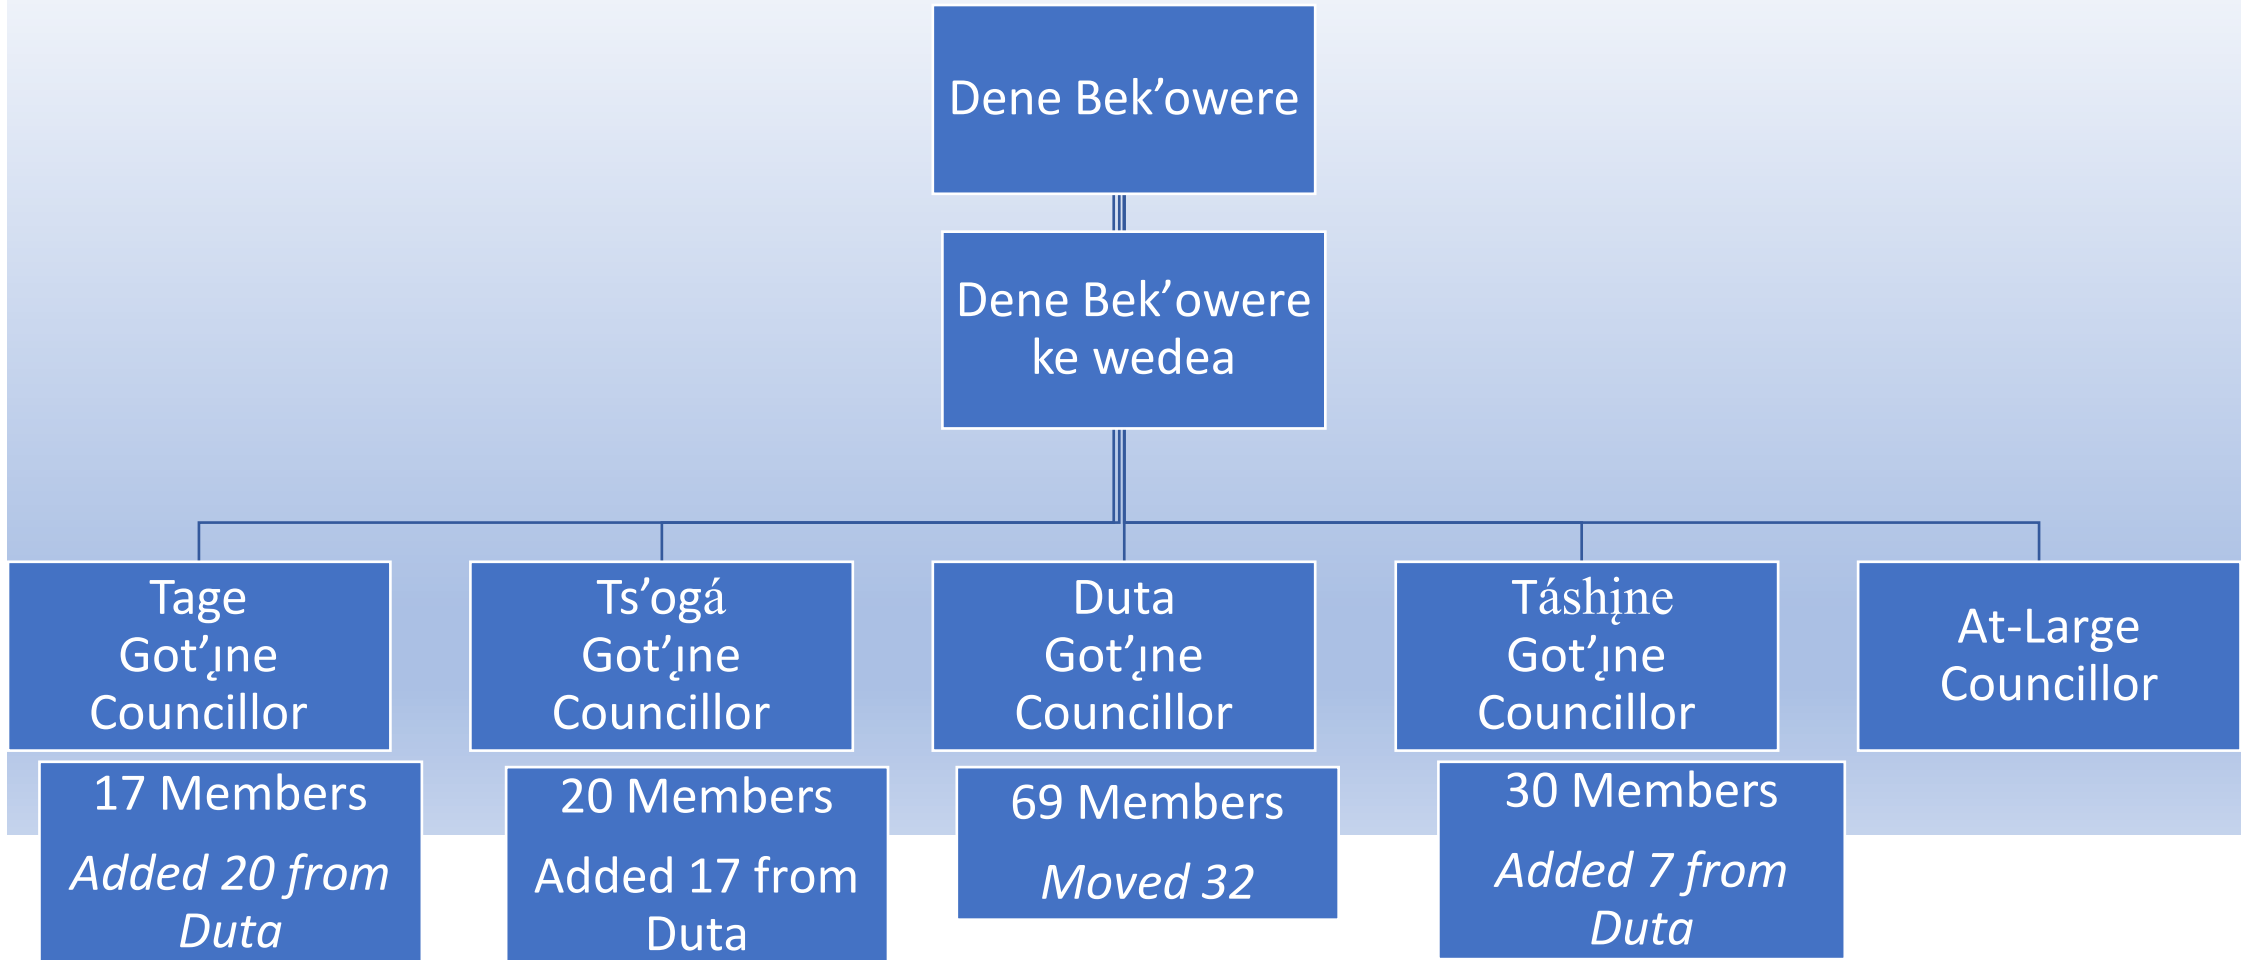 Dene Bek’owere
Dene Bek’owere
ke wedea
Tage
Got’ı̨ne
Councillor
Ts’ogá
Got’ı̨ne
Councillor
Duta
Got’ı̨ne
Councillor
Táshįne
Got’ı̨ne
Councillor
At-Large
Councillor
17 Members
Added 20 from
Duta
20 Members
Added 17 from
Duta
69 Members
Moved 32
30 Members
Added 7 from
Duta